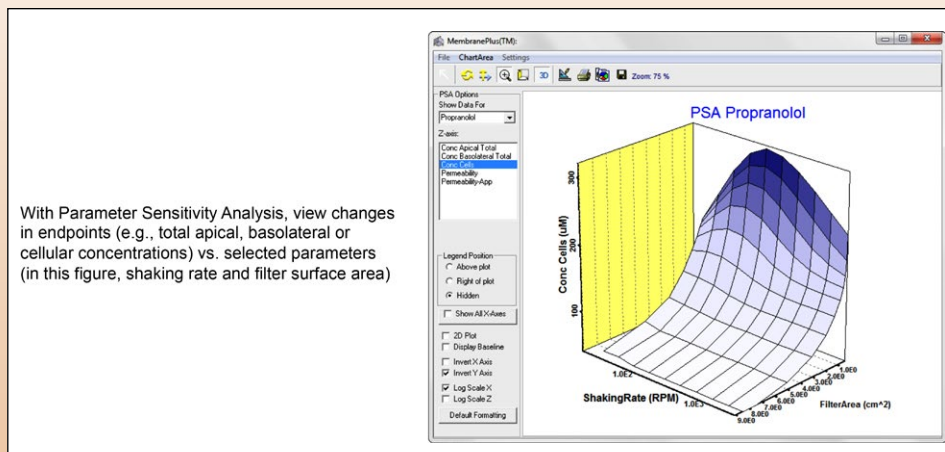 With Parameter Sensitivity Analysis, view changes
in endpoints (e.g., total apical, basolateral or
cellular concentrations) vs. selected parameters
(in this figure, shaking rate and filter surface area)
MembranePlus(TM):
File ChartArea Settings
3D Zoom: 75 %
PSA Options
Show Data For
Propranolol
Z-axis:
Conc Apical Total
Conc Basolateral Total
Conc Cells
Permeability
Permeability-App
Legend Position
Above plot
Right of plot
Hidden
Show All X-Axes
2D Plot
Display Baseline
Invert X Axis
Invert Y Axis
Log Scale X
Log Scale Z
Default Formatting
PSA Propranolol
Conc Cells (uM)
300
200
100
1.0E2
1.0E3
ShakingRate (RPM)
1.0E0
2.0E0
3.0E0
4.0E0
5.0E0
6.0E0
7.0E0
8.0E0
9.0E0
FilterArea (cm^2)